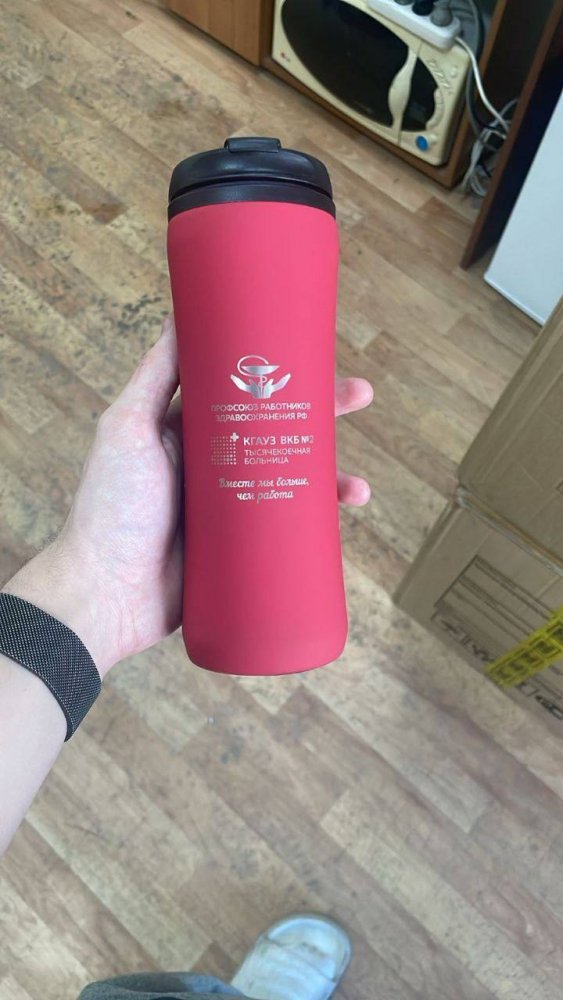 ПРОФСОЮЗ РАБОТНИКОВ
ЗДРАВООХРАНЕНИЯ РФ
КГАУЗ ВКБ №2
ТЫСЯЧЕКОЕЧНАЯ
БОЛЬНИЦА
Вместе мы больше,
чем работа